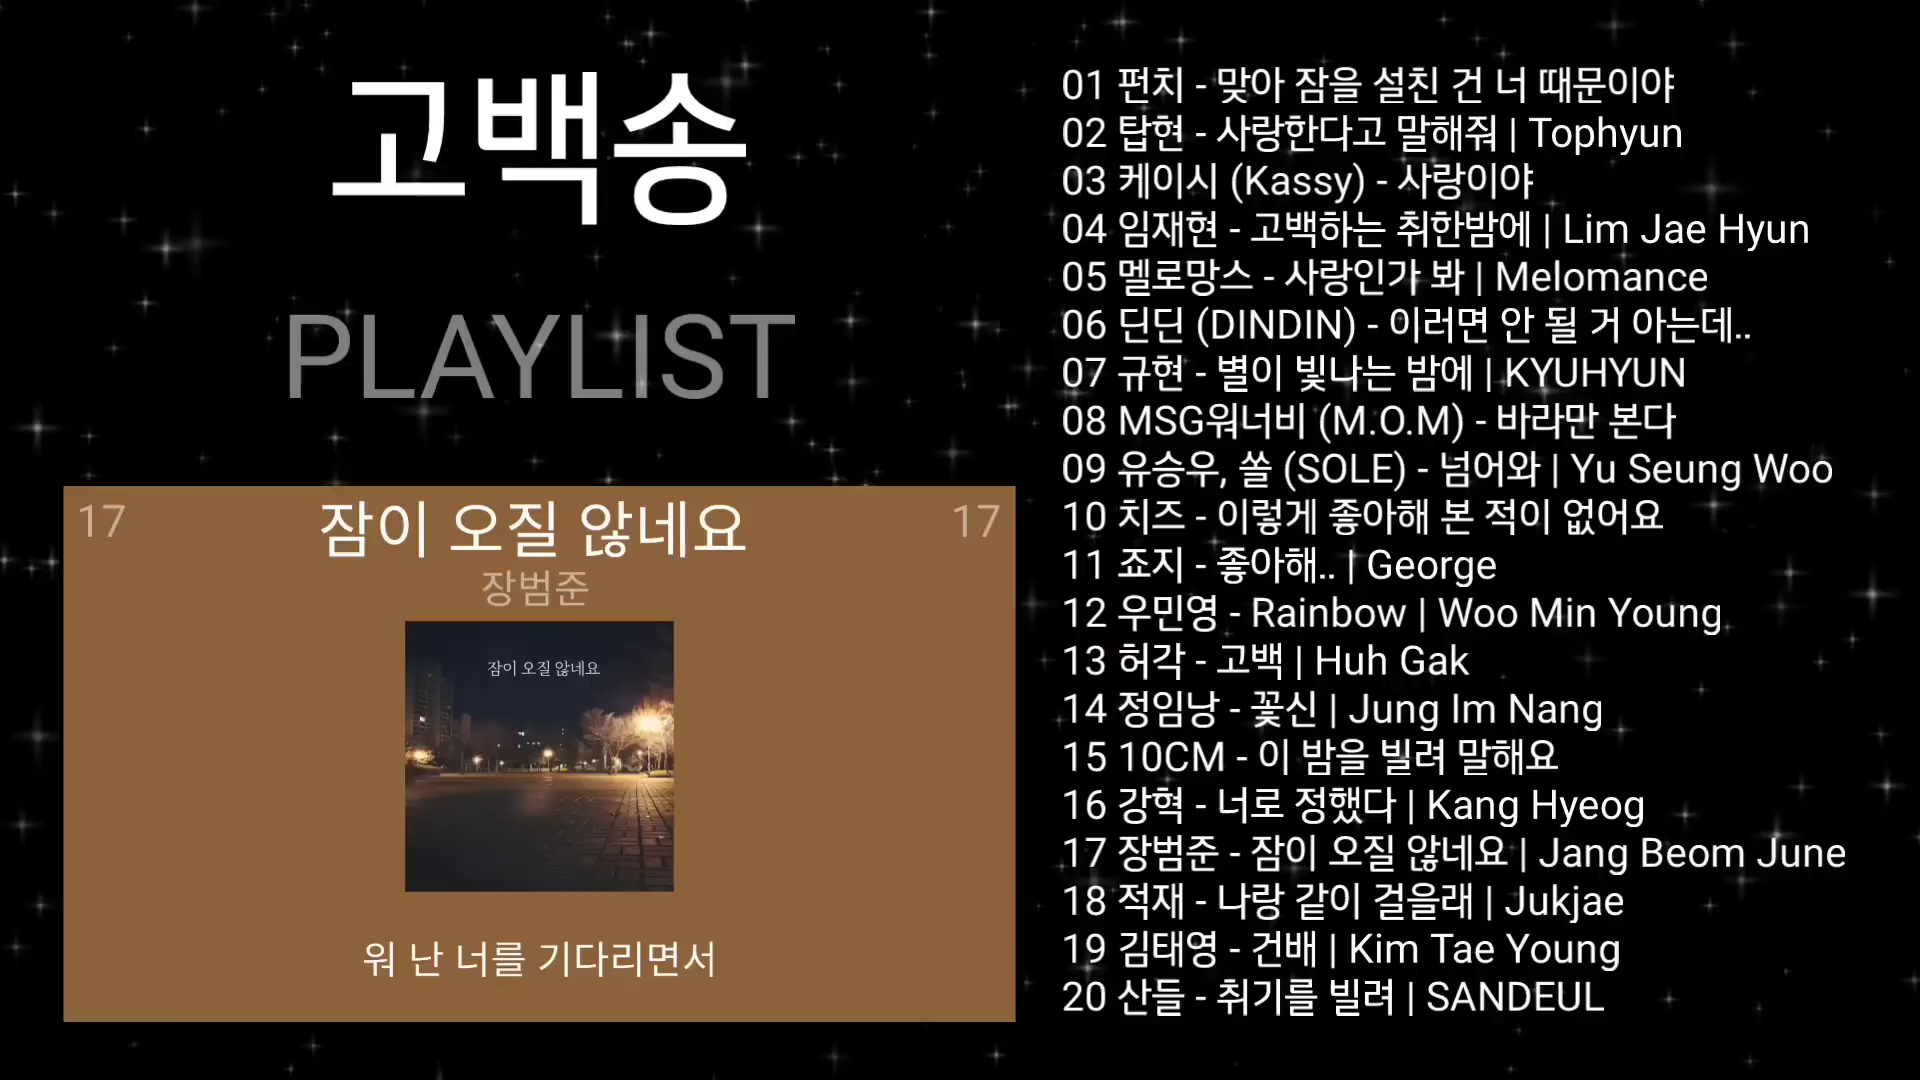 고백송
PLAYLIST
17
잠이 오질 않네요
17
장범준
잠이 오질 않네요
워 난 너를 기다리면서
01 펀치 - 맞아 잠을 설친 건 너 때문이야
02 탑현 - 사랑한다고 말해줘 | Tophyun
03 케이시 (Kassy) - 사랑이야
04 임재현 - 고백하는 취한밤에 | Lim Jae Hyun
05 멜로망스 - 사랑인가 봐 | Melomance
06 딘딘 (DINDIN) - 이러면 안 될 거 아는데..
07 규현 - 별이 빛나는 밤에 | KYUHYUN
08 MSG워너비 (M.O.M) - 바라만 본다
09 유승우, 쏠 (SOLE) - 넘어와 | Yu Seung Woo
10 치즈 - 이렇게 좋아해 본 적이 없어요
11 죠지 - 좋아해.. | George
12 우민영 - Rainbow | Woo Min Young
13 허각 - 고백 | Huh Gak
14 정임낭 - 꽃신 | Jung Im Nang
15 10CM - 이 밤을 빌려 말해요
16 강혁 - 너로 정했다 | Kang Hyeog
17 장범준 - 잠이 오질 않네요 | Jang Beom June
18 적재 - 나랑 같이 걸을래 | Jukjae
19 김태영 - 건배 | Kim Tae Young
20 산들 - 취기를 빌려 | SANDEUL